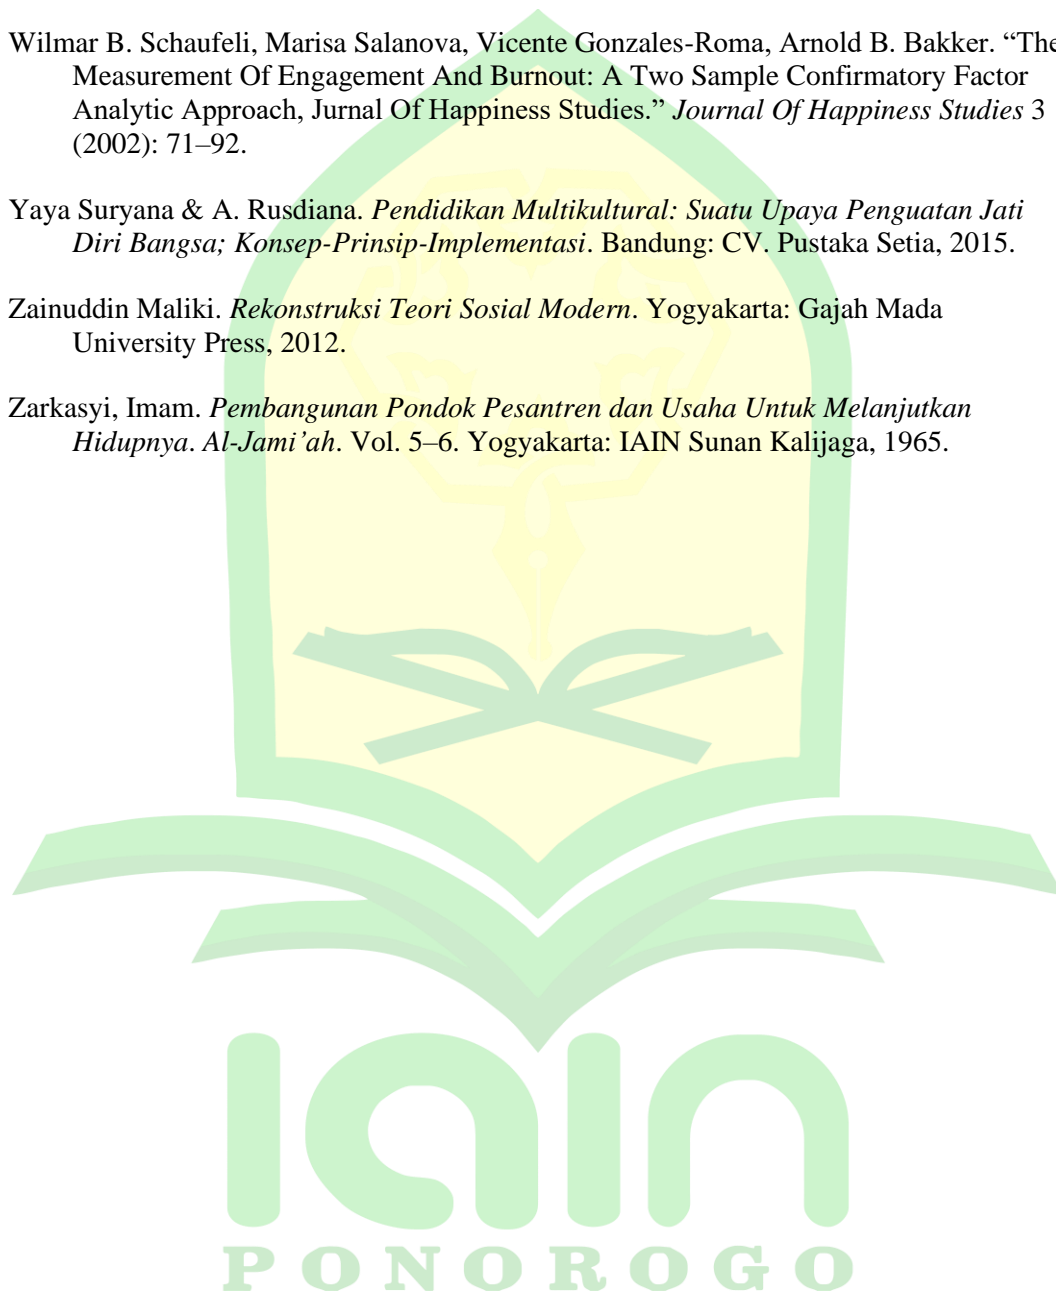 Wilmar B. Schaufeli, Marisa Salanova, Vicente Gonzales-Roma, Arnold B. Bakker. “The
Measurement Of Engagement And Burnout: A Two Sample Confirmatory Factor
Analytic Approach, Jurnal Of Happiness Studies.” Journal Of Happiness Studies 3
(2002): 71–92.
Yaya Suryana & A. Rusdiana. Pendidikan Multikultural: Suatu Upaya Penguatan Jati
Diri Bangsa; Konsep-Prinsip-Implementasi. Bandung: CV. Pustaka Setia, 2015.
Zainuddin Maliki. Rekonstruksi Teori Sosial Modern. Yogyakarta: Gajah Mada
University Press, 2012.
Zarkasyi, Imam. Pembangunan Pondok Pesantren dan Usaha Untuk Melanjutkan
Hidupnya. Al-Jami’ah. Vol. 5–6. Yogyakarta: IAIN Sunan Kalijaga, 1965.
IAIN
PONOROGO